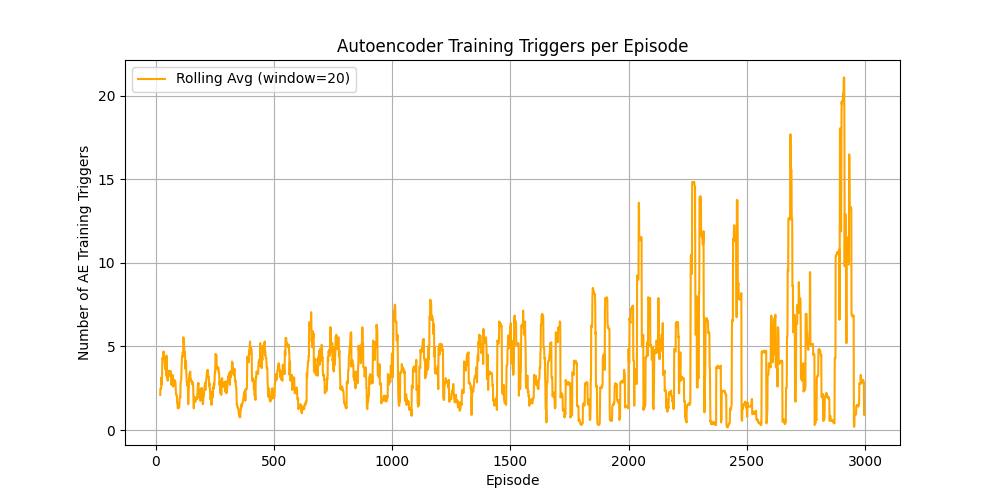 Autoencoder Training Triggers per Episode
Rolling Avg (window=20)
Number of AE Training Triggers
20
15
10
5
0
0 500 1000 1500 2000 2500 3000
Episode